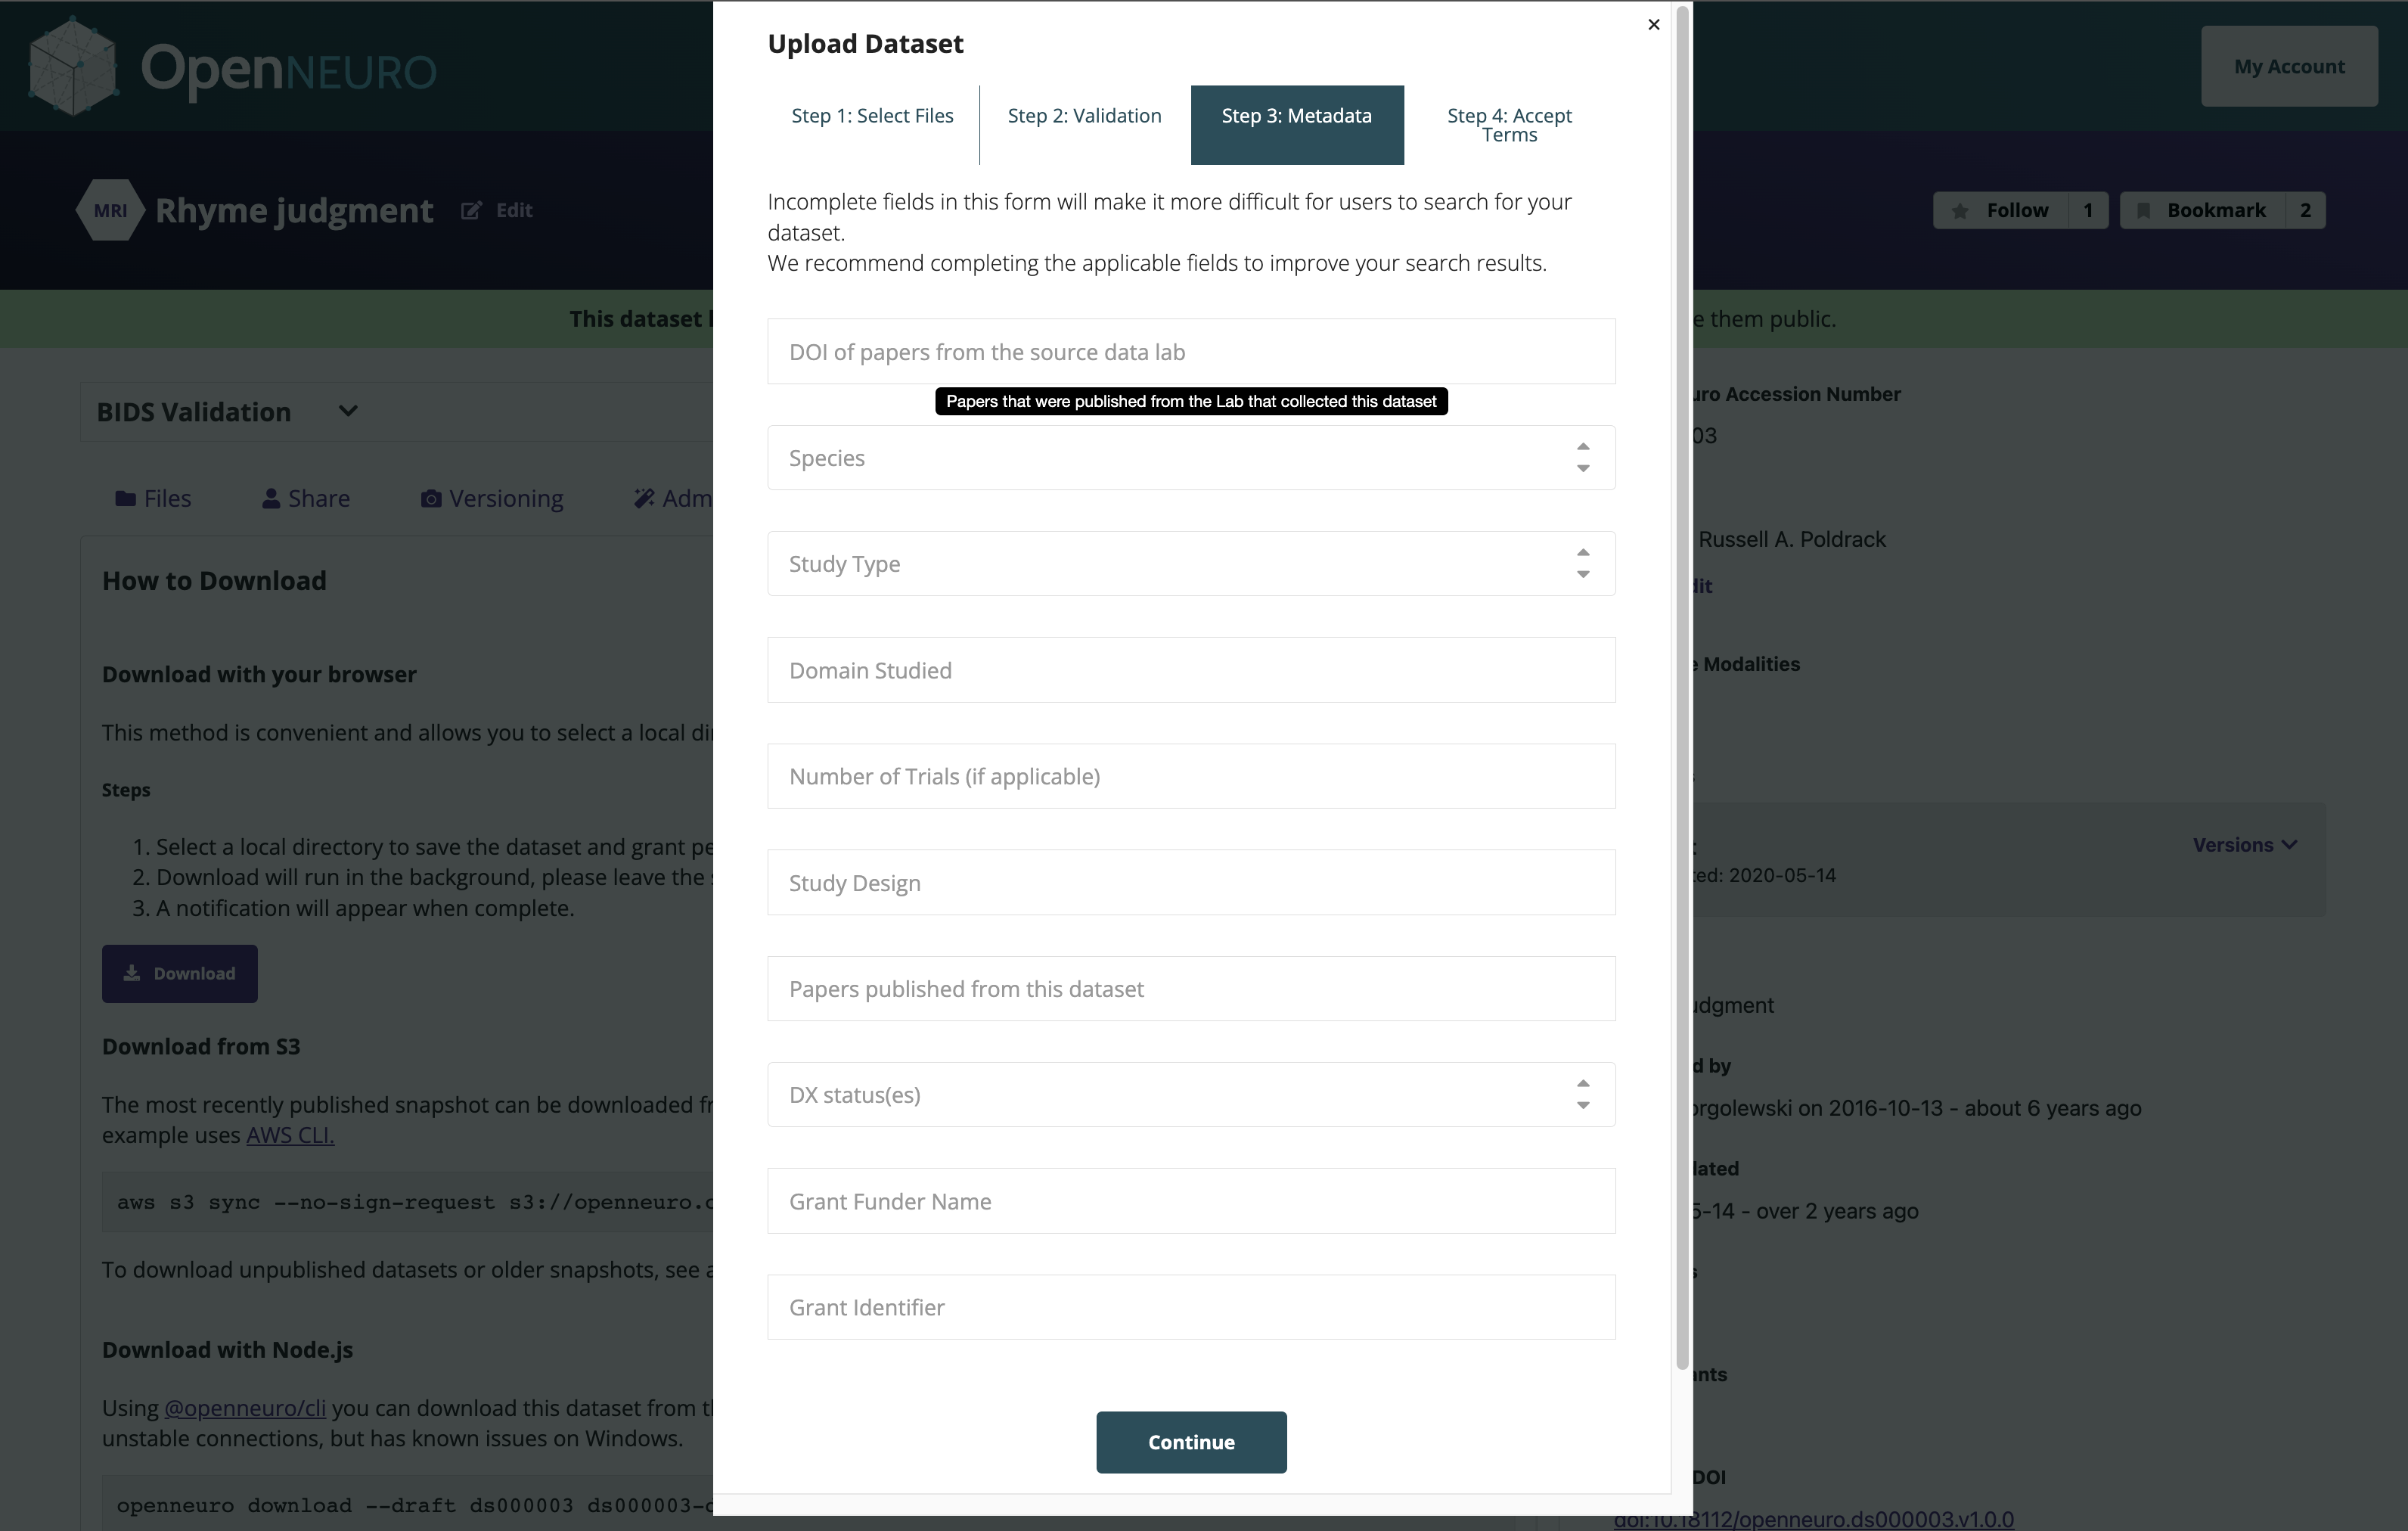 OpenNEURO
My Account
MRI
Rhyme judgment
Edit
Follow 1
Bookmark 2
This dataset
them public.
BIDS Validation
Files
Share
Versioning
How to Download
Download with your browser
This method is convenient and allows you to select a local
Steps
1. Select a local directory to save the dataset and grant
2. Download will run in the background, please leave the
3. A notification will appear when complete.
Download
Download from S3
The most recently published snapshot can be downloaded
example uses AWS CLI.
aws s3 sync --no-sign-request s3://openneuro.
To download unpublished datasets or older snapshots, see
Download with Node.js
Using @openneuro/cli you can download this dataset from
unstable connections, but has known issues on Windows.
openneuro download --draft ds000003 ds000003-
Upload Dataset
Step 1: Select Files
Step 2: Validation
Step 3: Metadata
Step 4: Accept
Terms
Incomplete fields in this form will make it more difficult for users to search for your
dataset.
We recommend completing the applicable fields to improve your search results.
DOI of papers from the source data lab
Papers that were published from the Lab that collected this dataset
Species
Study Type
Domain Studied
Number of Trials (if applicable)
Study Design
Papers published from this dataset
DX status(es)
Grant Funder Name
Grant Identifier
Continue
Accession Number
03
Russell A. Poldrack
Modalities
Versions
2020-05-14
by
on 2016-10-13 - about 6 years ago
5-14 - over 2 years ago
DOI
doi:10.18112/openneuro.ds000003.v1.0.0